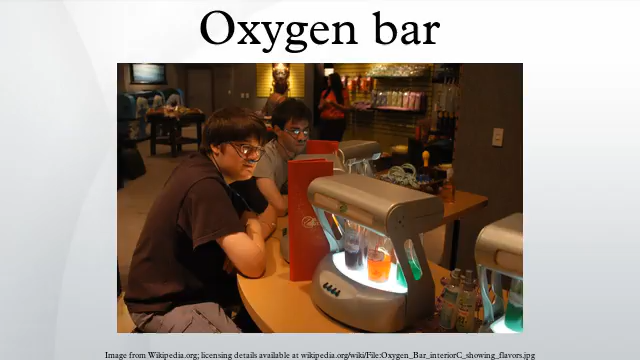 Oxygen bar
Image from Wikipedia.org; licensing details available at wikipedia.org/wiki/File:Oxygen_Bar_interiorC_showing_flavors.jpg